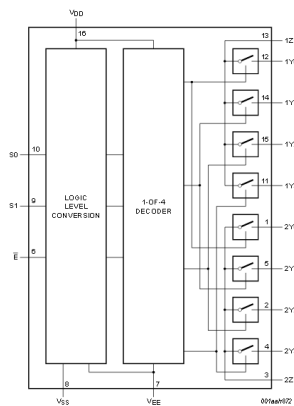 VDD
16
13 1Z
12 1Y
14 1Y
15 1Y
11 1Y
S0 10
S1 9
E 6
LOGIC
LEVEL
CONVERSION
1-OF-4
DECODER
1 2Y
5 2Y
2 2Y
4 2Y
3 2Z
8
VSS
7
VEE
001aah872